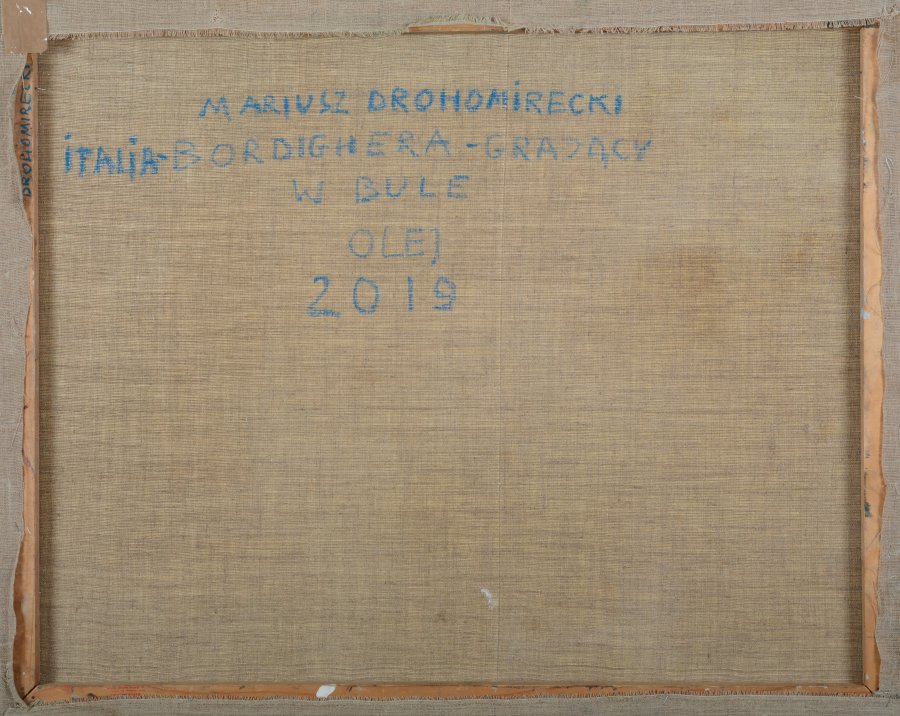 MARIUSZ DROHOMIRECKI
ITALIA-BORDIGHERA-GRAJĄCY
W BULE
OLEJ
2019
DROHOMIRECKI